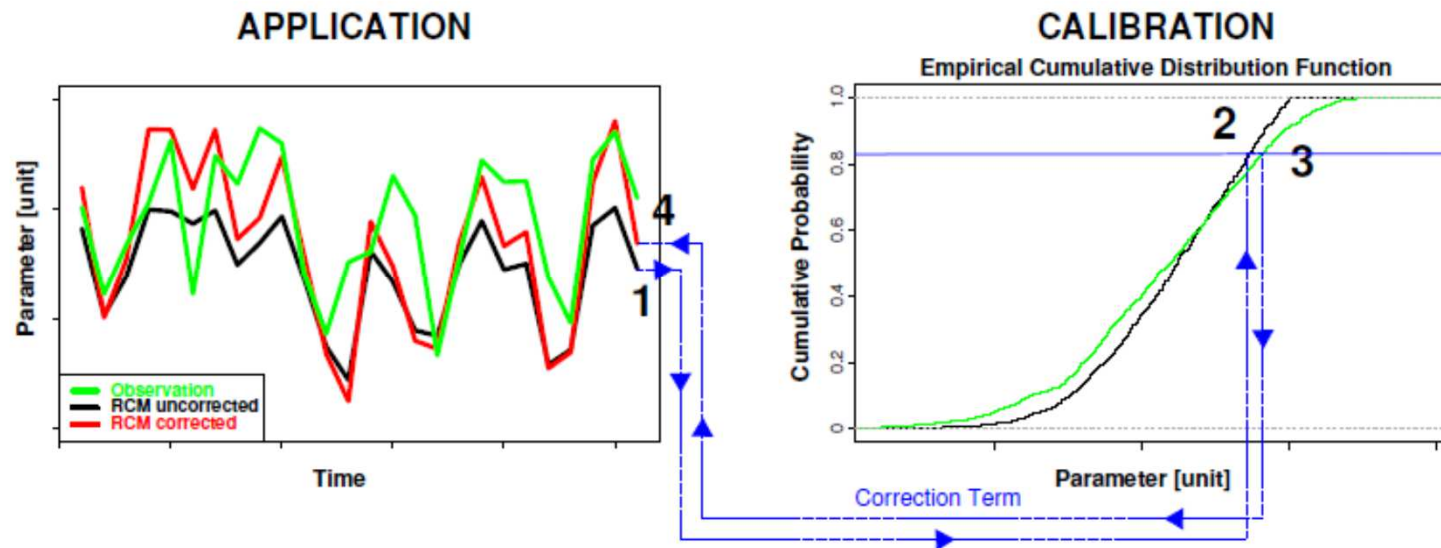 APPLICATION
Parameter [unit]
Observation
RCM uncorrected
RCM corrected
4
1
Time
CALIBRATION
Empirical Cumulative Distribution Function
Cumulative Probability
1.0
0.8
0.6
0.4
0.2
0
2
3
Parameter [unit]
Correction Term